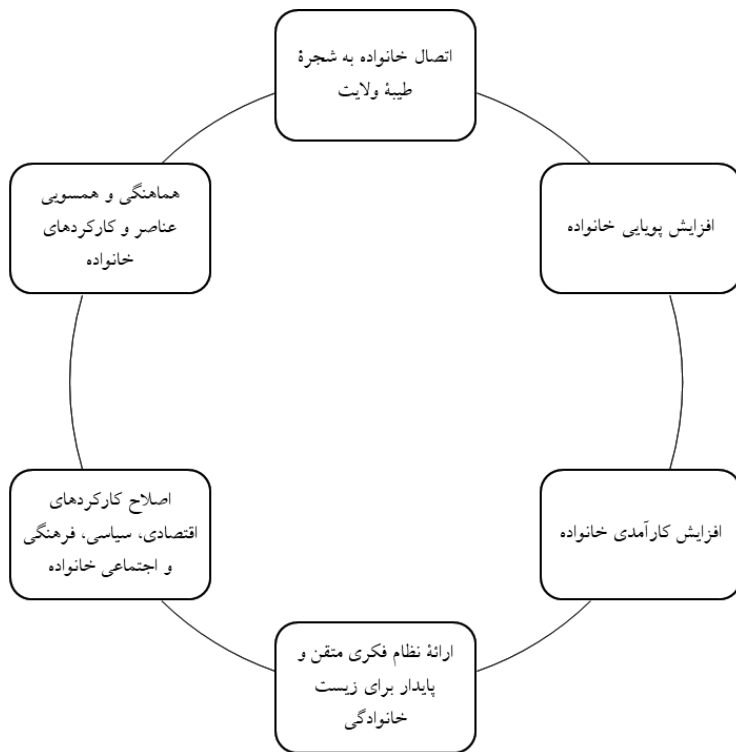 اتصال خانواده به شجرهٔ
طیبهٔ ولایت
افزایش پویایی خانواده
افزایش کارآمدی خانواده
ارائهٔ نظام فکری متقن و
پایدار برای زیست
خانوادگی
اصلاح کارکردهای
اقتصادی، سیاسی، فرهنگی
و اجتماعی خانواده
هماهنگی و همسویی
عناصر و کارکردهای
خانواده